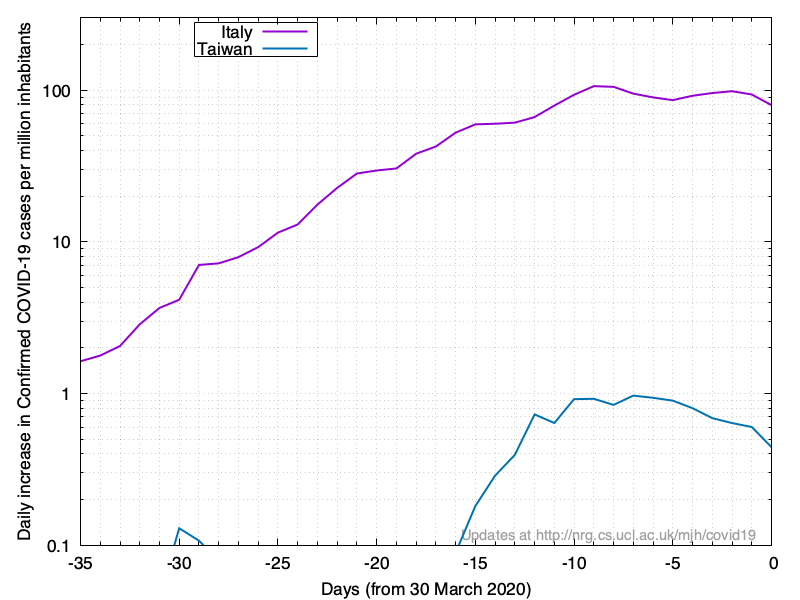 Italy
Taiwan
Daily increase in Confirmed COVID-19 cases per million inhabitants
100
10
1
0.1
Updates at http://nrg.cs.ucl.ac.uk/mjh/covid19
-35 -30 -25 -20 -15 -10 -5 0
Days (from 30 March 2020)